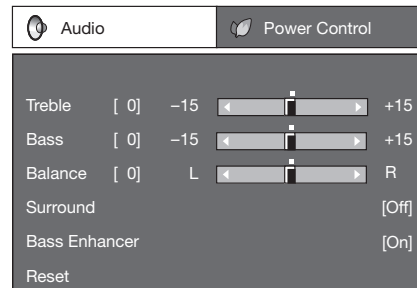 Audio Power Control
Treble [ 0] –15 +15
Bass [ 0] –15 +15
Balance [ 0] L R
Surround [Off]
Bass Enhancer [On]
Reset